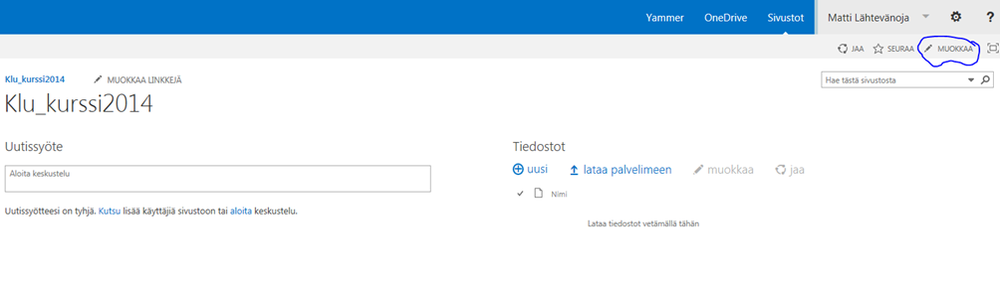 Yammer OneDrive Sivustot Matti Lähtevänoja ?
JAA SEURAA MUOKKAA
Klu_kurssi2014 MUOKKAA LINKKEJÄ
Hae tästä sivustosta
Klu_kurssi2014
Uutissyöte
Aloita keskustelu
Uutissyötteesi on tyhjä. Kutsu lisää käyttäjiä sivustoon tai aloita keskustelu.
Tiedostot
uusi lataa palvelimeen muokkaa jaa
Nimi
Lataa tiedostot vetämällä tähän